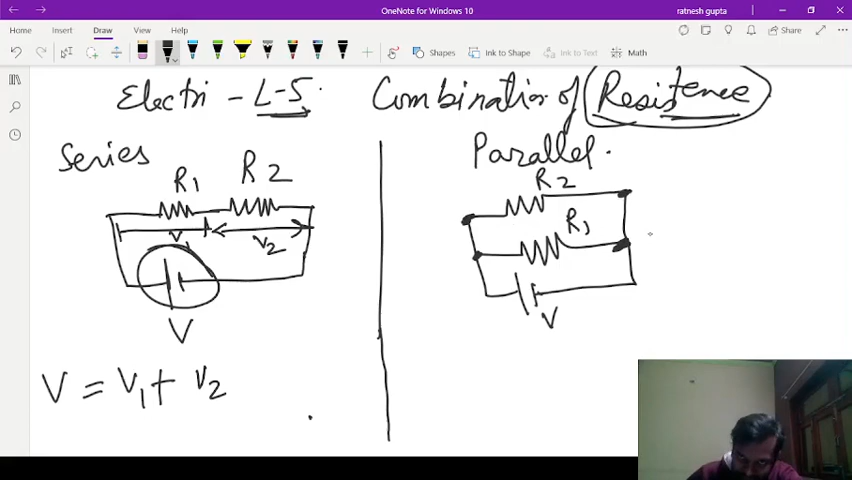 OneNote for Windows 10
ratnesh gupta
Home Insert Draw View Help
Share
Shapes Ink to Shape Ink to Text Math
Electri - L-5. Combination of Resistence
Series
Parallel.
R1 R2
V1 V2
V
V = V1 + V2
R2
R1
V